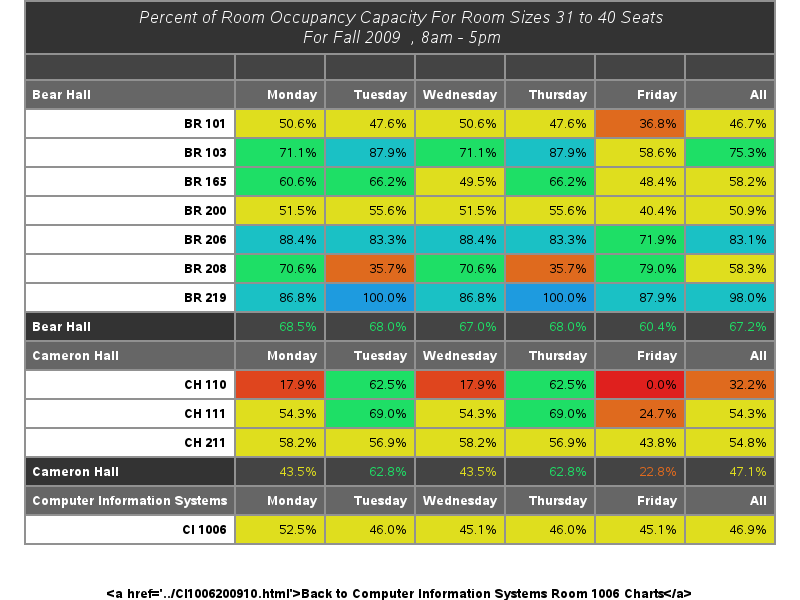 Percent of Room Occupancy Capacity For Room Sizes 31 to 40 Seats
For Fall 2009  , 8am - 5pm
Bear Hall Monday Tuesday Wednesday Thursday Friday All
BR 101 50.6% 47.6% 50.6% 47.6% 36.8% 46.7%
BR 103 71.1% 87.9% 71.1% 87.9% 58.6% 75.3%
BR 165 60.6% 66.2% 49.5% 66.2% 48.4% 58.2%
BR 200 51.5% 55.6% 51.5% 55.6% 40.4% 50.9%
BR 206 88.4% 83.3% 88.4% 83.3% 71.9% 83.1%
BR 208 70.6% 35.7% 70.6% 35.7% 79.0% 58.3%
BR 219 86.8% 100.0% 86.8% 100.0% 87.9% 98.0%
Bear Hall 68.5% 68.0% 67.0% 68.0% 60.4% 67.2%
Cameron Hall Monday Tuesday Wednesday Thursday Friday All
CH 110 17.9% 62.5% 17.9% 62.5% 0.0% 32.2%
CH 111 54.3% 69.0% 54.3% 69.0% 24.7% 54.3%
CH 211 58.2% 56.9% 58.2% 56.9% 43.8% 54.8%
Cameron Hall 43.5% 62.8% 43.5% 62.8% 22.8% 47.1%
Computer Information Systems Monday Tuesday Wednesday Thursday Friday All
CI 1006 52.5% 46.0% 45.1% 46.0% 45.1% 46.9%
<a href='../CI1006200910.html'>Back to Computer Information Systems Room 1006 Charts</a>